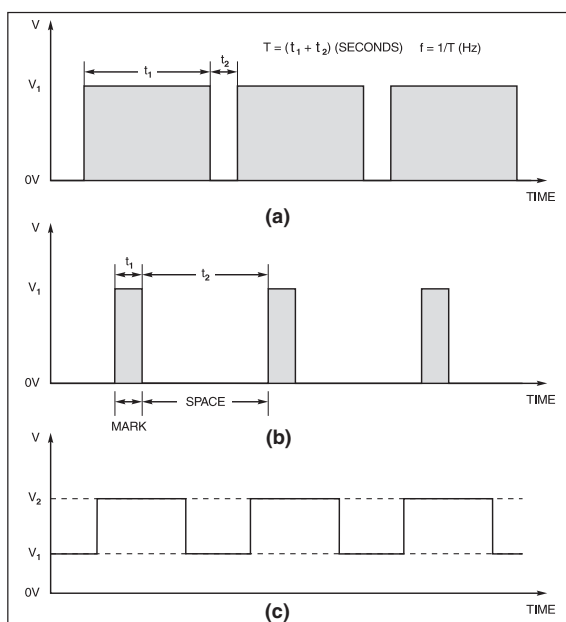 V
T = (t1 + t2) (SECONDS) f = 1/T (Hz)
t1
t2
V1
0V
TIME
(a)
V
t1
t2
V1
0V
TIME
SPACE
MARK
(b)
V
V2
V1
0V
TIME
(c)